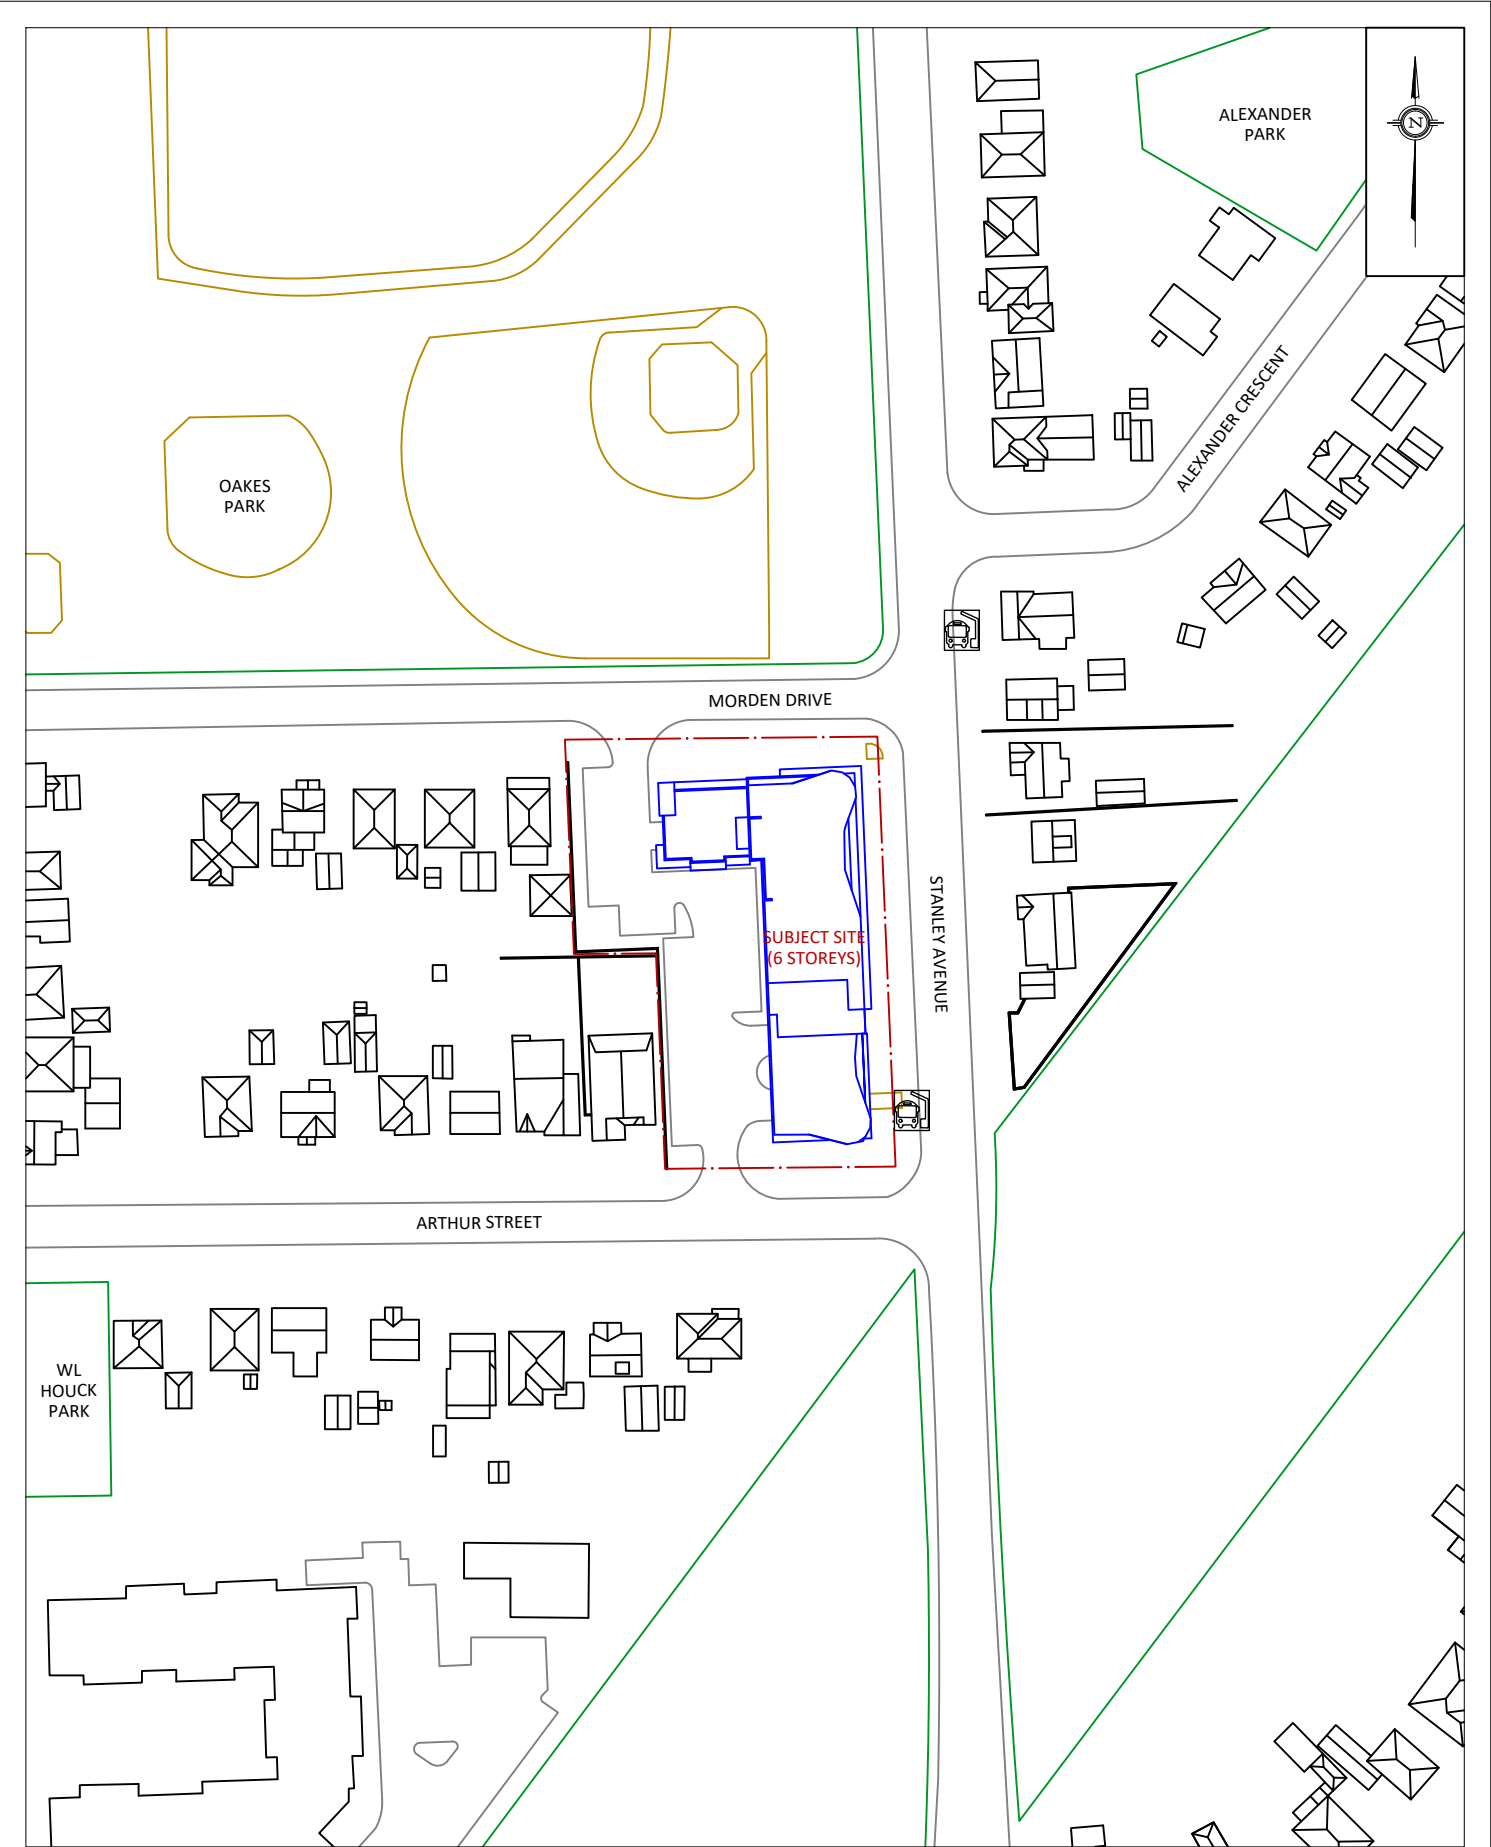 ALEXANDER
PARK
N
ALEXANDER CRESCENT
OAKES
PARK
MORDEN DRIVE
STANLEY AVENUE
SUBJECT SITE
(6 STOREYS)
ARTHUR STREET
WL
HOUCK
PARK